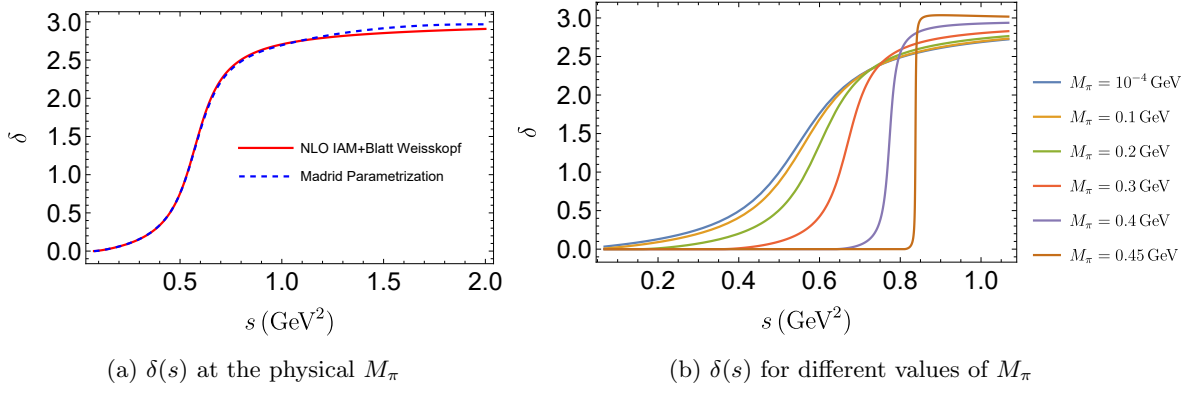 3.0
2.5
2.0
1.5
1.0
0.5
0.0
δ
NLO IAM+Blatt Weisskopf
Madrid Parametrization
0.5 1.0 1.5 2.0
s (GeV²)
(a) δ(s) at the physical M_π
3.0
2.5
2.0
1.5
1.0
0.5
0.0
δ
0.2 0.4 0.6 0.8 1.0
s (GeV²)
M_π = 10⁻⁴ GeV
M_π = 0.1 GeV
M_π = 0.2 GeV
M_π = 0.3 GeV
M_π = 0.4 GeV
M_π = 0.45 GeV
(b) δ(s) for different values of M_π